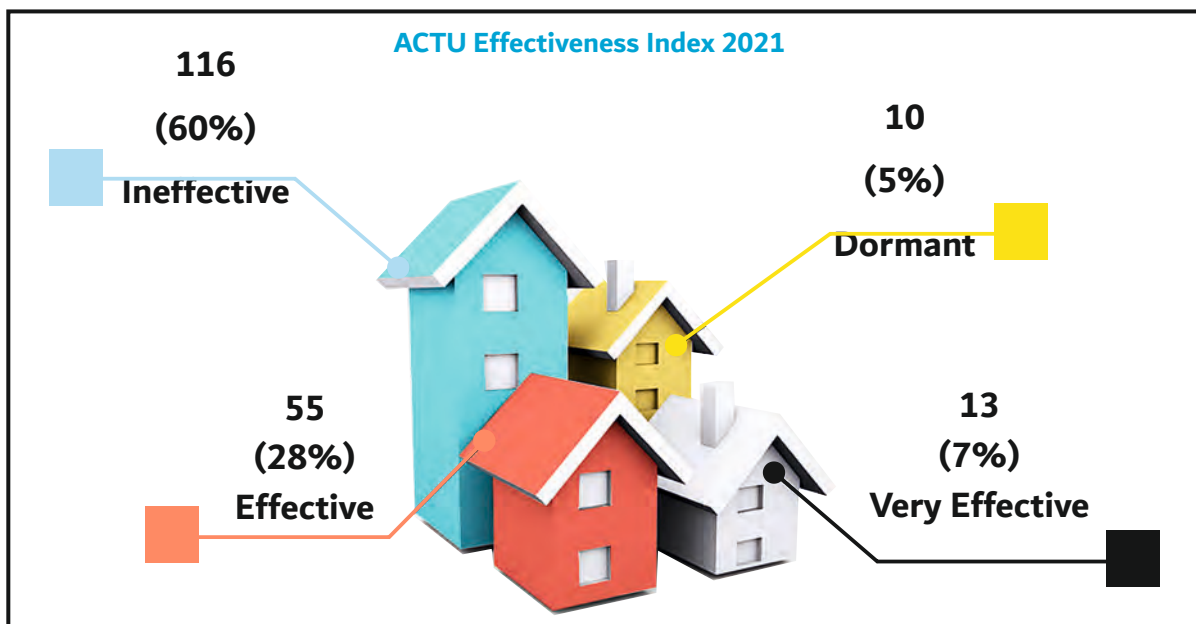 ACTU Effectiveness Index 2021
116
(60%)
Ineffective
10
(5%)
Dormant
55
(28%)
Effective
13
(7%)
Very Effective